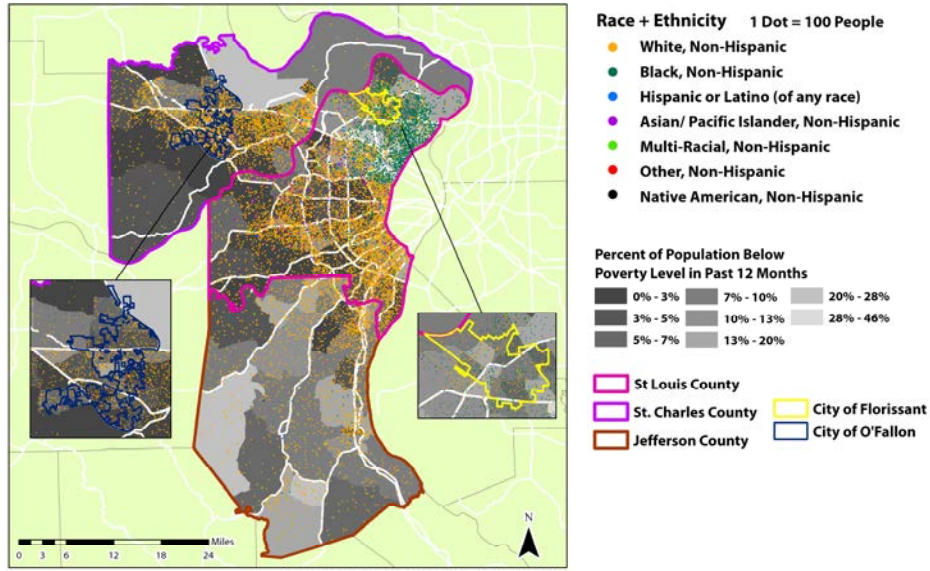 Race + Ethnicity 1 Dot = 100 People
White, Non-Hispanic
Black, Non-Hispanic
Hispanic or Latino (of any race)
Asian/ Pacific Islander, Non-Hispanic
Multi-Racial, Non-Hispanic
Other, Non-Hispanic
Native American, Non-Hispanic
Percent of Population Below
Poverty Level in Past 12 Months
0% - 3% 7% - 10% 20% - 28%
3% - 5% 10% - 13% 28% - 46%
5% - 7% 13% - 20%
St Louis County
St. Charles County City of Florissant
Jefferson County City of O'Fallon
N
Miles
0 3 6 12 18 24